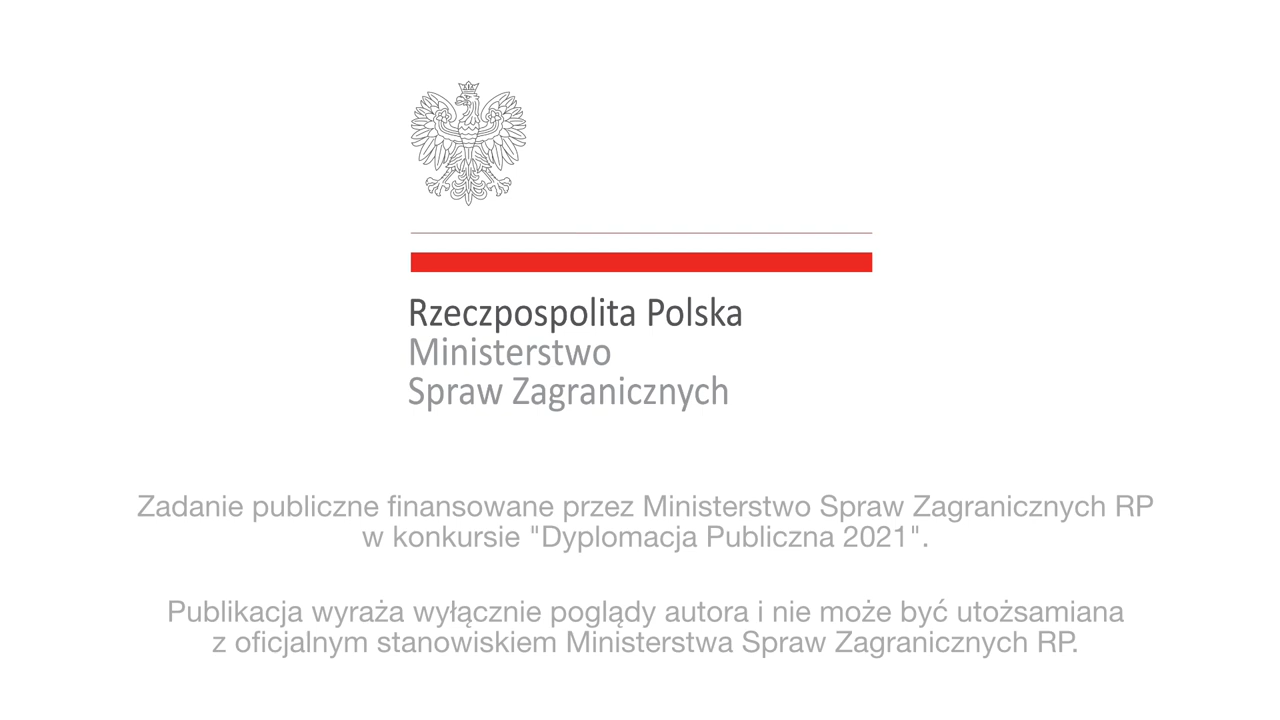 Rzeczpospolita Polska
Ministerstwo
Spraw Zagranicznych
Zadanie publiczne finansowane przez Ministerstwo Spraw Zagranicznych RP
w konkursie "Dyplomacja Publiczna 2021".
Publikacja wyraża wyłącznie poglądy autora i nie może być utożsamiana
z oficjalnym stanowiskiem Ministerstwa Spraw Zagranicznych RP.